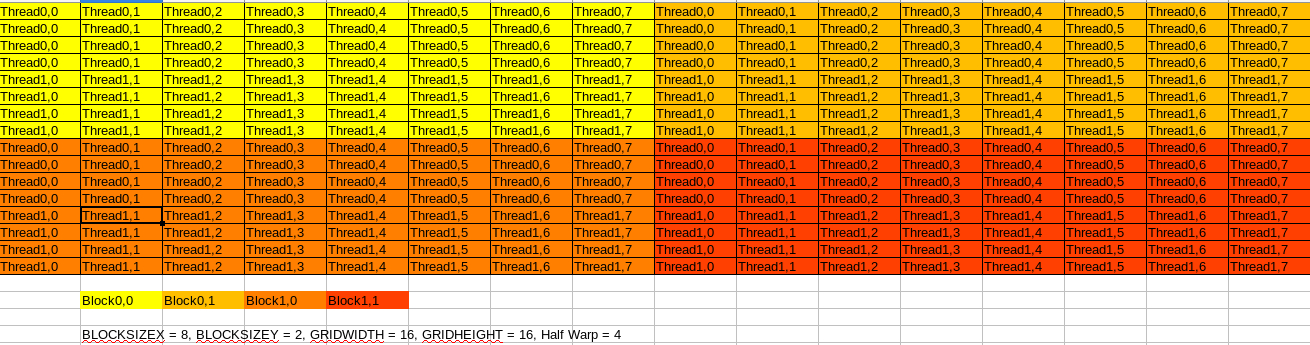 Thread0,0 Thread0,1 Thread0,2 Thread0,3 Thread0,4 Thread0,5 Thread0,6 Thread0,7 Thread0,0 Thread0,1 Thread0,2 Thread0,3 Thread0,4 Thread0,5 Thread0,6 Thread0,7
Thread0,0 Thread0,1 Thread0,2 Thread0,3 Thread0,4 Thread0,5 Thread0,6 Thread0,7 Thread0,0 Thread0,1 Thread0,2 Thread0,3 Thread0,4 Thread0,5 Thread0,6 Thread0,7
Thread0,0 Thread0,1 Thread0,2 Thread0,3 Thread0,4 Thread0,5 Thread0,6 Thread0,7 Thread0,0 Thread0,1 Thread0,2 Thread0,3 Thread0,4 Thread0,5 Thread0,6 Thread0,7
Thread0,0 Thread0,1 Thread0,2 Thread0,3 Thread0,4 Thread0,5 Thread0,6 Thread0,7 Thread0,0 Thread0,1 Thread0,2 Thread0,3 Thread0,4 Thread0,5 Thread0,6 Thread0,7
Thread1,0 Thread1,1 Thread1,2 Thread1,3 Thread1,4 Thread1,5 Thread1,6 Thread1,7 Thread1,0 Thread1,1 Thread1,2 Thread1,3 Thread1,4 Thread1,5 Thread1,6 Thread1,7
Thread1,0 Thread1,1 Thread1,2 Thread1,3 Thread1,4 Thread1,5 Thread1,6 Thread1,7 Thread1,0 Thread1,1 Thread1,2 Thread1,3 Thread1,4 Thread1,5 Thread1,6 Thread1,7
Thread1,0 Thread1,1 Thread1,2 Thread1,3 Thread1,4 Thread1,5 Thread1,6 Thread1,7 Thread1,0 Thread1,1 Thread1,2 Thread1,3 Thread1,4 Thread1,5 Thread1,6 Thread1,7
Thread1,0 Thread1,1 Thread1,2 Thread1,3 Thread1,4 Thread1,5 Thread1,6 Thread1,7 Thread1,0 Thread1,1 Thread1,2 Thread1,3 Thread1,4 Thread1,5 Thread1,6 Thread1,7
Thread0,0 Thread0,1 Thread0,2 Thread0,3 Thread0,4 Thread0,5 Thread0,6 Thread0,7 Thread0,0 Thread0,1 Thread0,2 Thread0,3 Thread0,4 Thread0,5 Thread0,6 Thread0,7
Thread0,0 Thread0,1 Thread0,2 Thread0,3 Thread0,4 Thread0,5 Thread0,6 Thread0,7 Thread0,0 Thread0,1 Thread0,2 Thread0,3 Thread0,4 Thread0,5 Thread0,6 Thread0,7
Thread0,0 Thread0,1 Thread0,2 Thread0,3 Thread0,4 Thread0,5 Thread0,6 Thread0,7 Thread0,0 Thread0,1 Thread0,2 Thread0,3 Thread0,4 Thread0,5 Thread0,6 Thread0,7
Thread0,0 Thread0,1 Thread0,2 Thread0,3 Thread0,4 Thread0,5 Thread0,6 Thread0,7 Thread0,0 Thread0,1 Thread0,2 Thread0,3 Thread0,4 Thread0,5 Thread0,6 Thread0,7
Thread1,0 Thread1,1 Thread1,2 Thread1,3 Thread1,4 Thread1,5 Thread1,6 Thread1,7 Thread1,0 Thread1,1 Thread1,2 Thread1,3 Thread1,4 Thread1,5 Thread1,6 Thread1,7
Thread1,0 Thread1,1 Thread1,2 Thread1,3 Thread1,4 Thread1,5 Thread1,6 Thread1,7 Thread1,0 Thread1,1 Thread1,2 Thread1,3 Thread1,4 Thread1,5 Thread1,6 Thread1,7
Thread1,0 Thread1,1 Thread1,2 Thread1,3 Thread1,4 Thread1,5 Thread1,6 Thread1,7 Thread1,0 Thread1,1 Thread1,2 Thread1,3 Thread1,4 Thread1,5 Thread1,6 Thread1,7
Thread1,0 Thread1,1 Thread1,2 Thread1,3 Thread1,4 Thread1,5 Thread1,6 Thread1,7 Thread1,0 Thread1,1 Thread1,2 Thread1,3 Thread1,4 Thread1,5 Thread1,6 Thread1,7
Block0,0 Block0,1 Block1,0 Block1,1
BLOCKSIZEX = 8, BLOCKSIZEY = 2, GRIDWIDTH = 16, GRIDHEIGHT = 16, Half Warp = 4